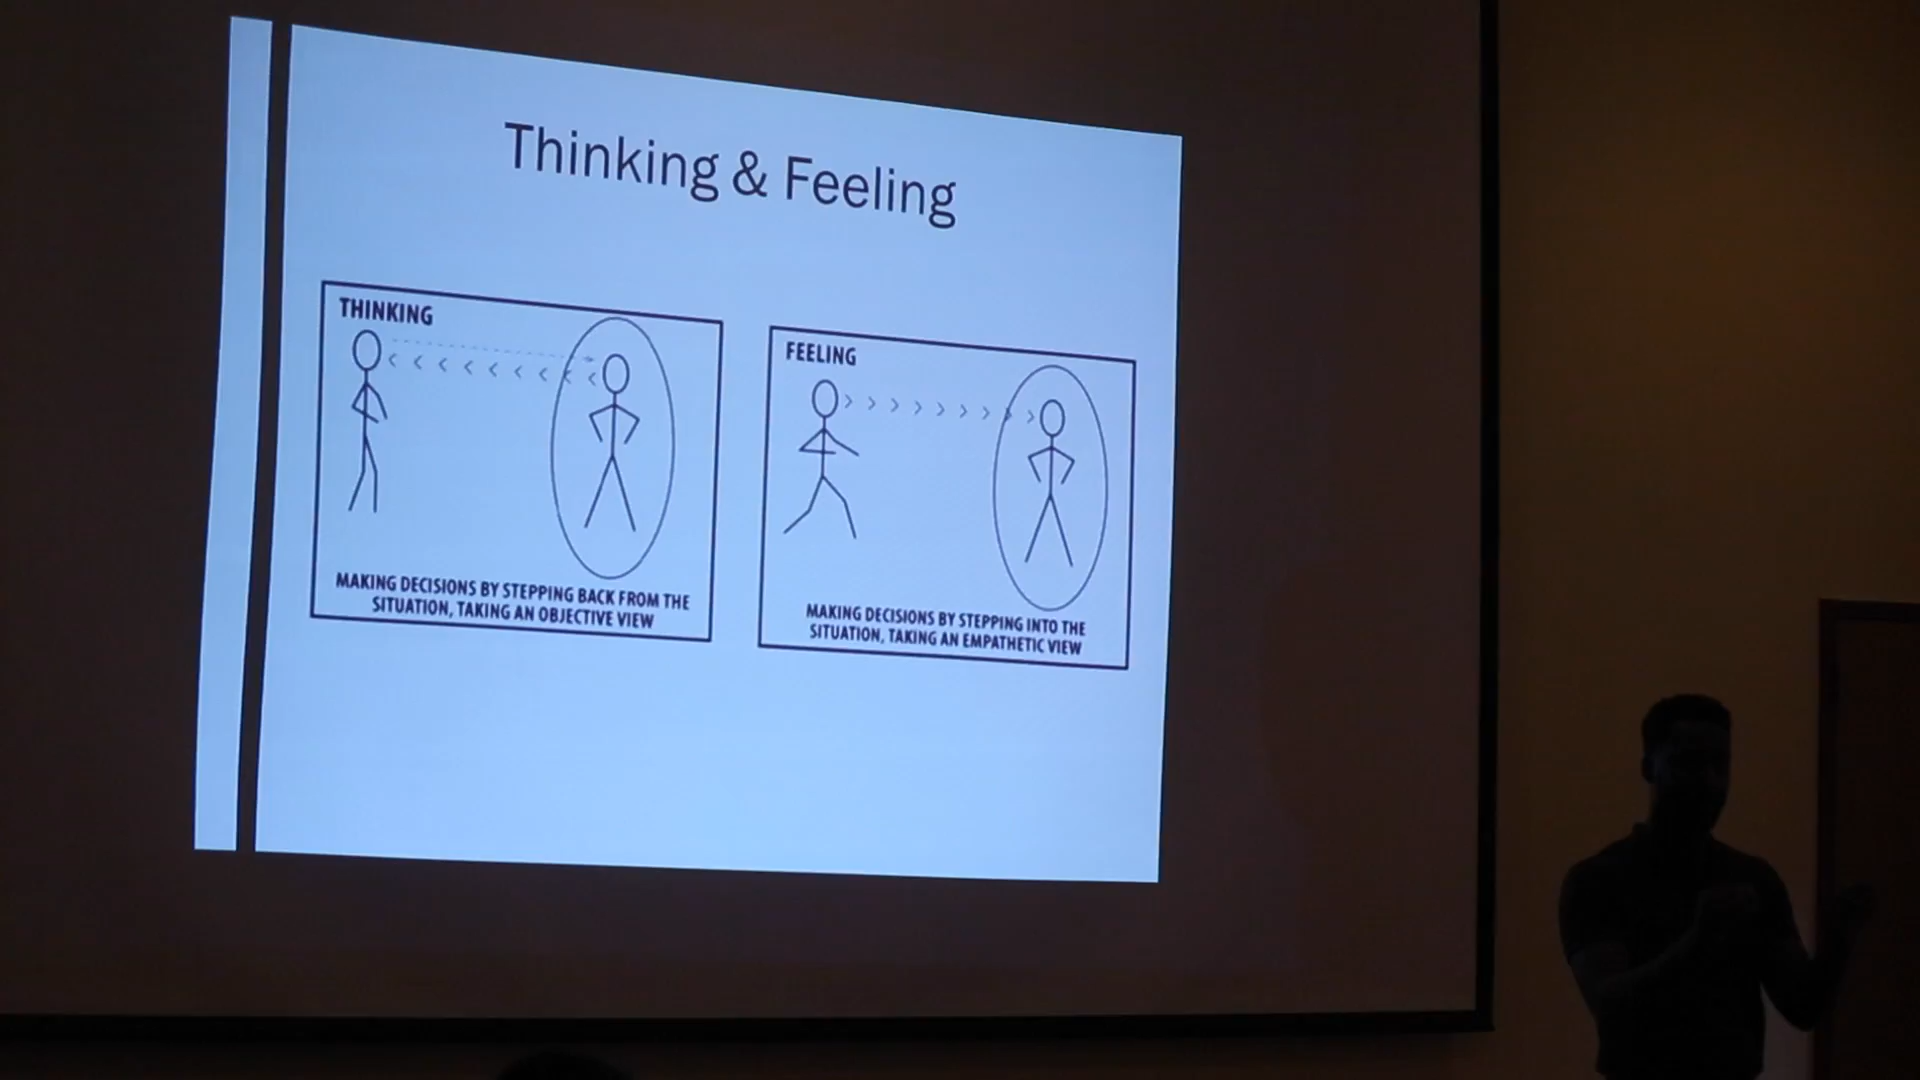 Thinking & Feeling
THINKING
MAKING DECISIONS BY STEPPING BACK FROM THE
SITUATION, TAKING AN OBJECTIVE VIEW
FEELING
MAKING DECISIONS BY STEPPING INTO THE
SITUATION, TAKING AN EMPATHETIC VIEW